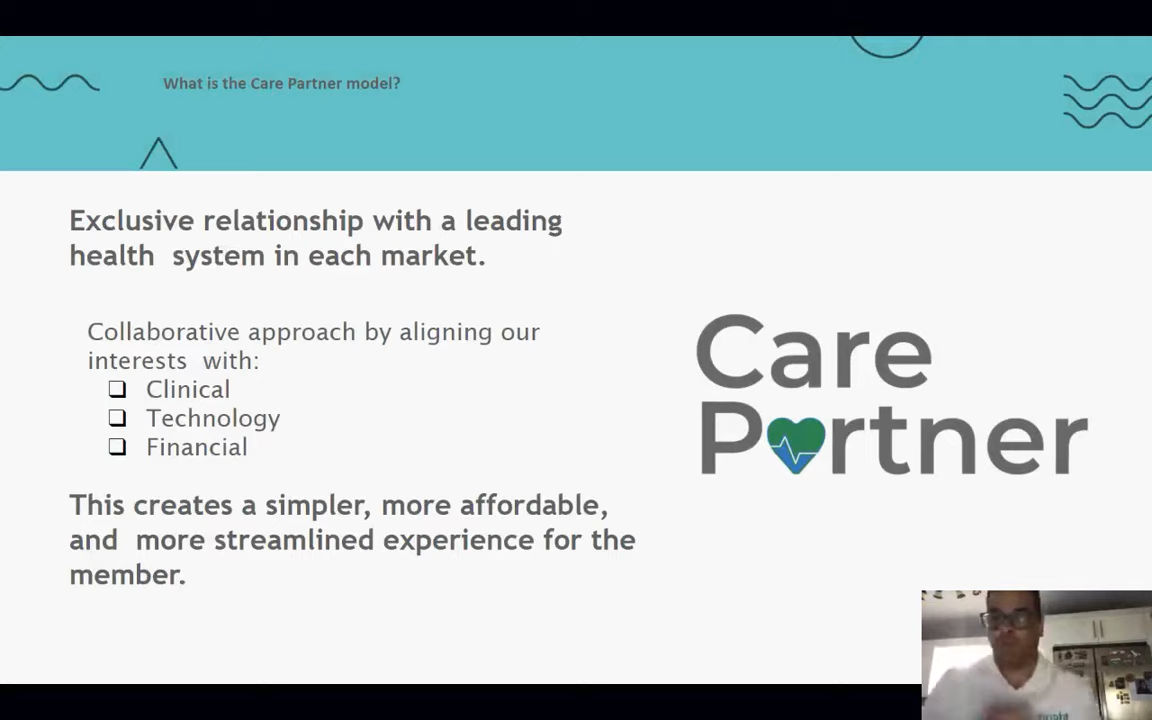 What is the Care Partner model?
Exclusive relationship with a leading
health system in each market.
Collaborative approach by aligning our
interests with:
Clinical
Technology
Financial
This creates a simpler, more affordable,
and more streamlined experience for the
member.
Care
Partner